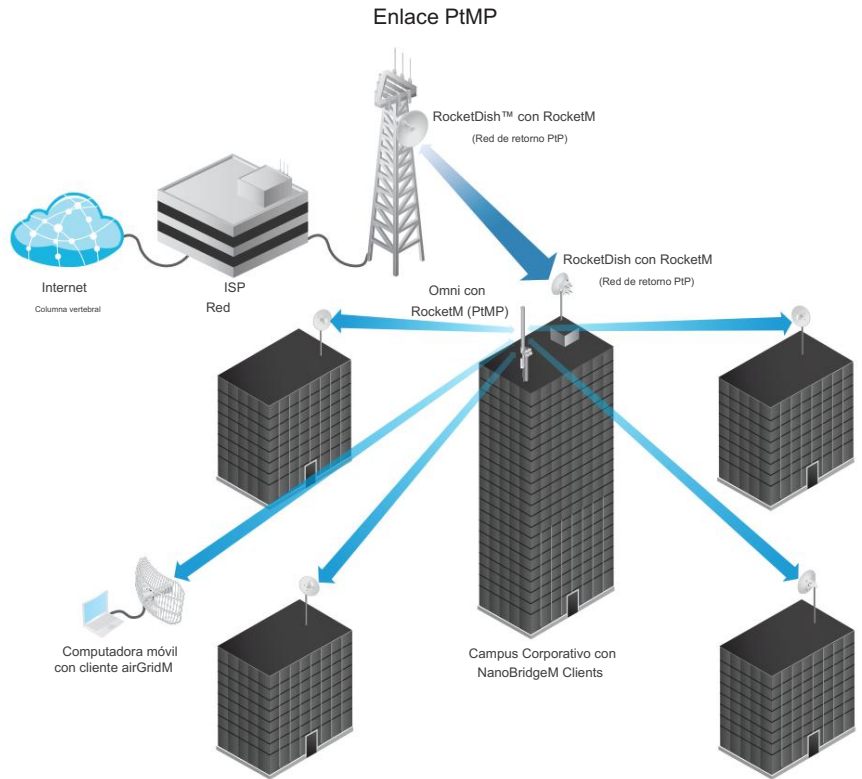 Enlace PtMP
RocketDish™ con RocketM
(Red de retorno PtP)
RocketDish con RocketM
(Red de retorno PtP)
Internet
Columna vertebral
ISP
Red
Omni con
RocketM (PtMP)
Computadora móvil
con cliente airGridM
Campus Corporativo con
NanoBridgeM Clients